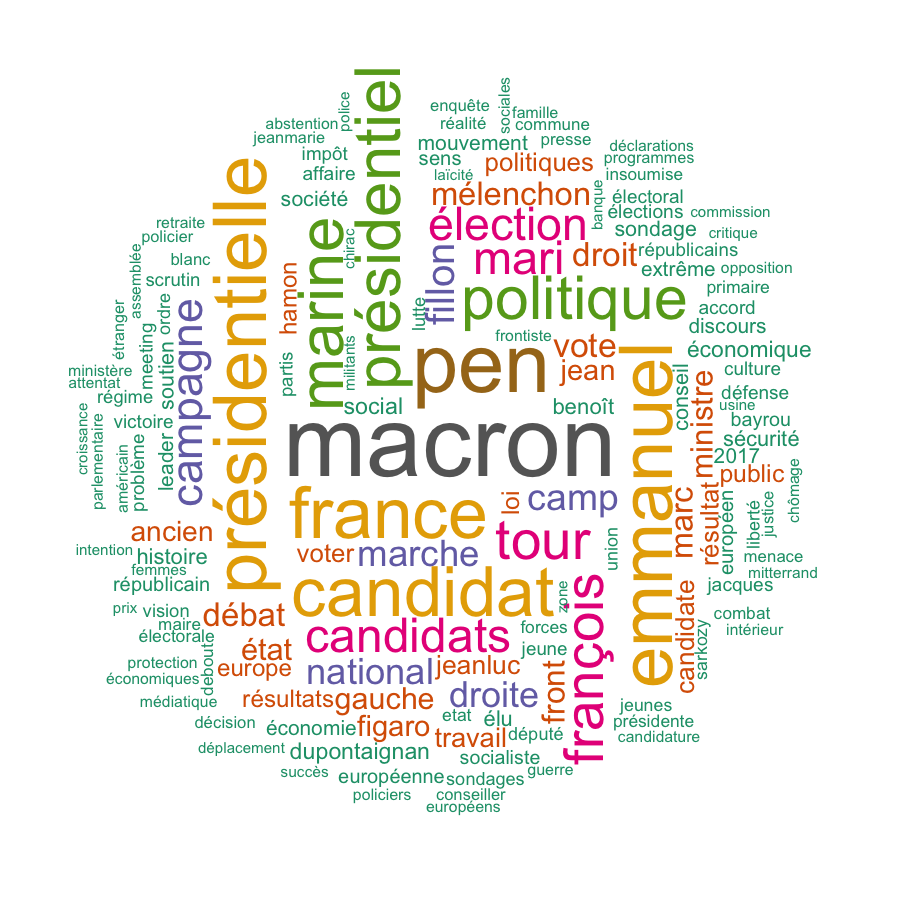 macron
pen
emmanuel
présidentielle
candidat
france
présidentiel
marine
politique
françois
tour
élection
mari
candidats
campagne
fillon
camp
marche
national
droite
mélenchon
politiques
droit
vote
jean
ministre
public
marc
résultat
candidate
loi
voter
hamon
ancien
débat
état
europe
jeanluc
résultats
gauche
figaro
travail
front
police
abstention
jeanmarie
impôt
affaire
société
enquête
réalité
sociales
famille
commune
mouvement
presse
sens
laïcité
déclarations
programmes
insoumise
banque
électoral
élections
commission
sondage
critique
républicains
extrême
opposition
primaire
accord
discours
économique
culture
conseil
défense
usine
bayrou
sécurité
2017
chômage
européen
liberté
justice
menace
mitterrand
jacques
combat
intérieur
sarkozy
union
zone
forces
jeune
jeunes
présidente
candidature
etat
élu
député
socialiste
guerre
sondages
conseiller
européens
européenne
policiers
succès
dupontaignan
économie
déplacement
décision
médiatique
économiques
protection
debout
électorale
maire
vision
prix
républicain
femmes
histoire
intention
américain
problème
parlementaire
croissance
leader
victoire
régime
attentat
ministère
meeting
soutien
ordre
étranger
assemblée
scrutin
blanc
policier
retraite
chirac
militants
partis
lutte
frontiste
social
benoît